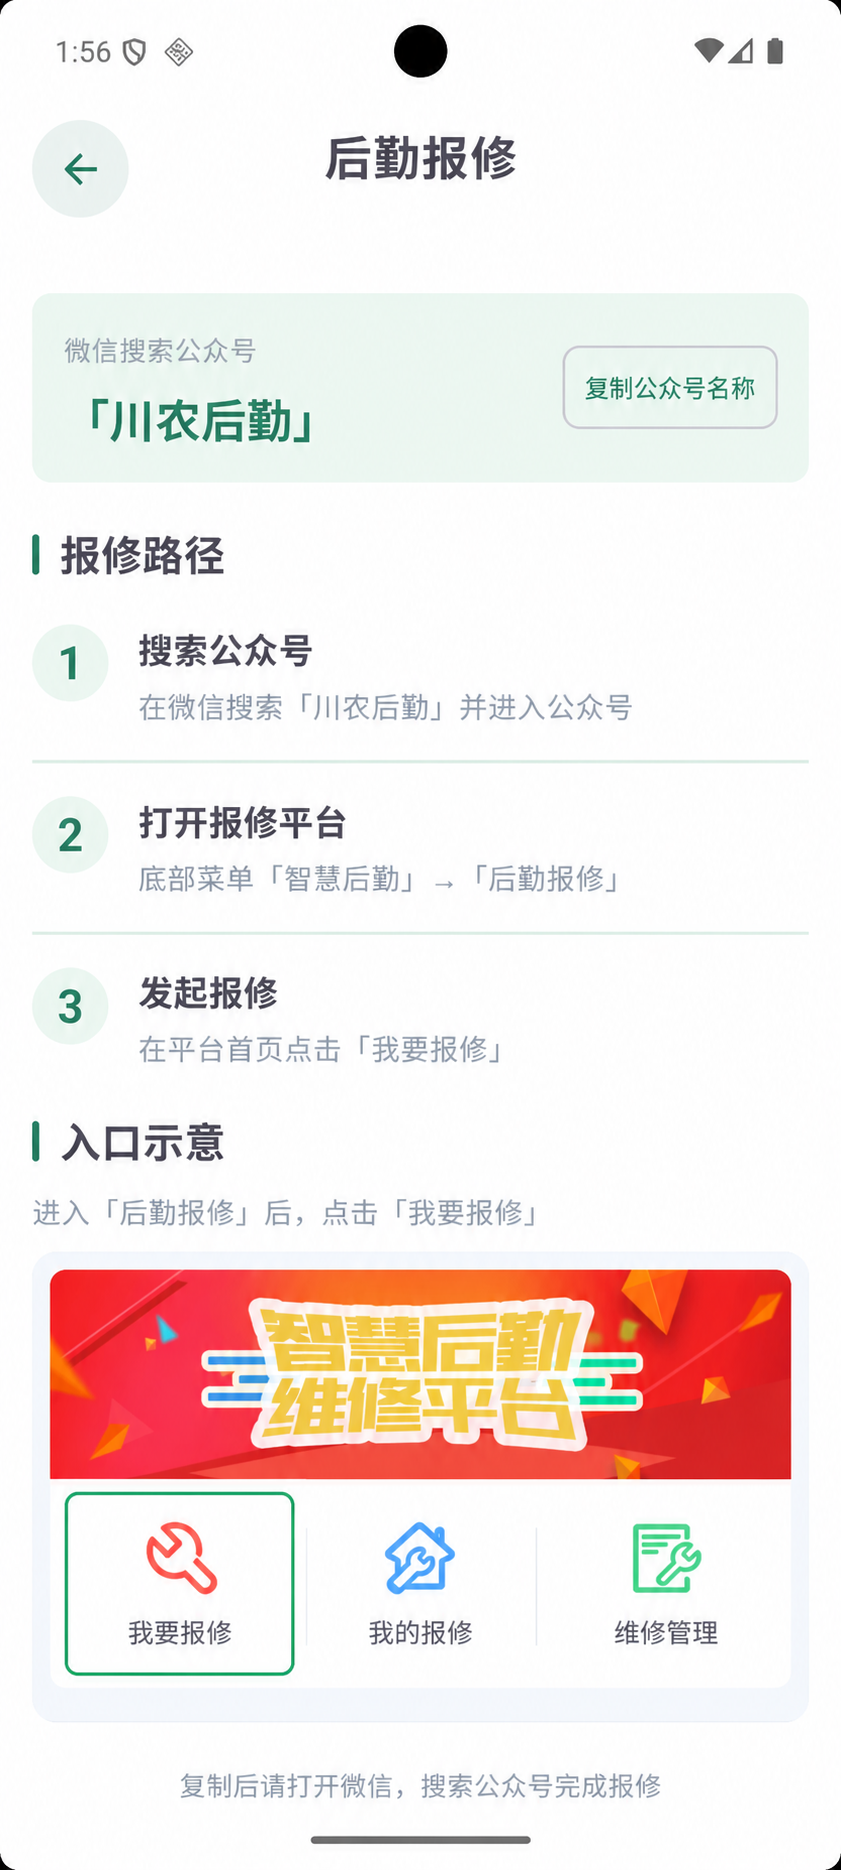 1:56
后勤报修
微信搜索公众号
「川农后勤」
复制公众号名称
报修路径
1
搜索公众号
在微信搜索「川农后勤」并进入公众号
2
打开报修平台
底部菜单「智慧后勤」→「后勤报修」
3
发起报修
在平台首页点击「我要报修」
入口示意
进入「后勤报修」后，点击「我要报修」
智慧后勤
维修平台
我要报修
我的报修
维修管理
复制后请打开微信，搜索公众号完成报修